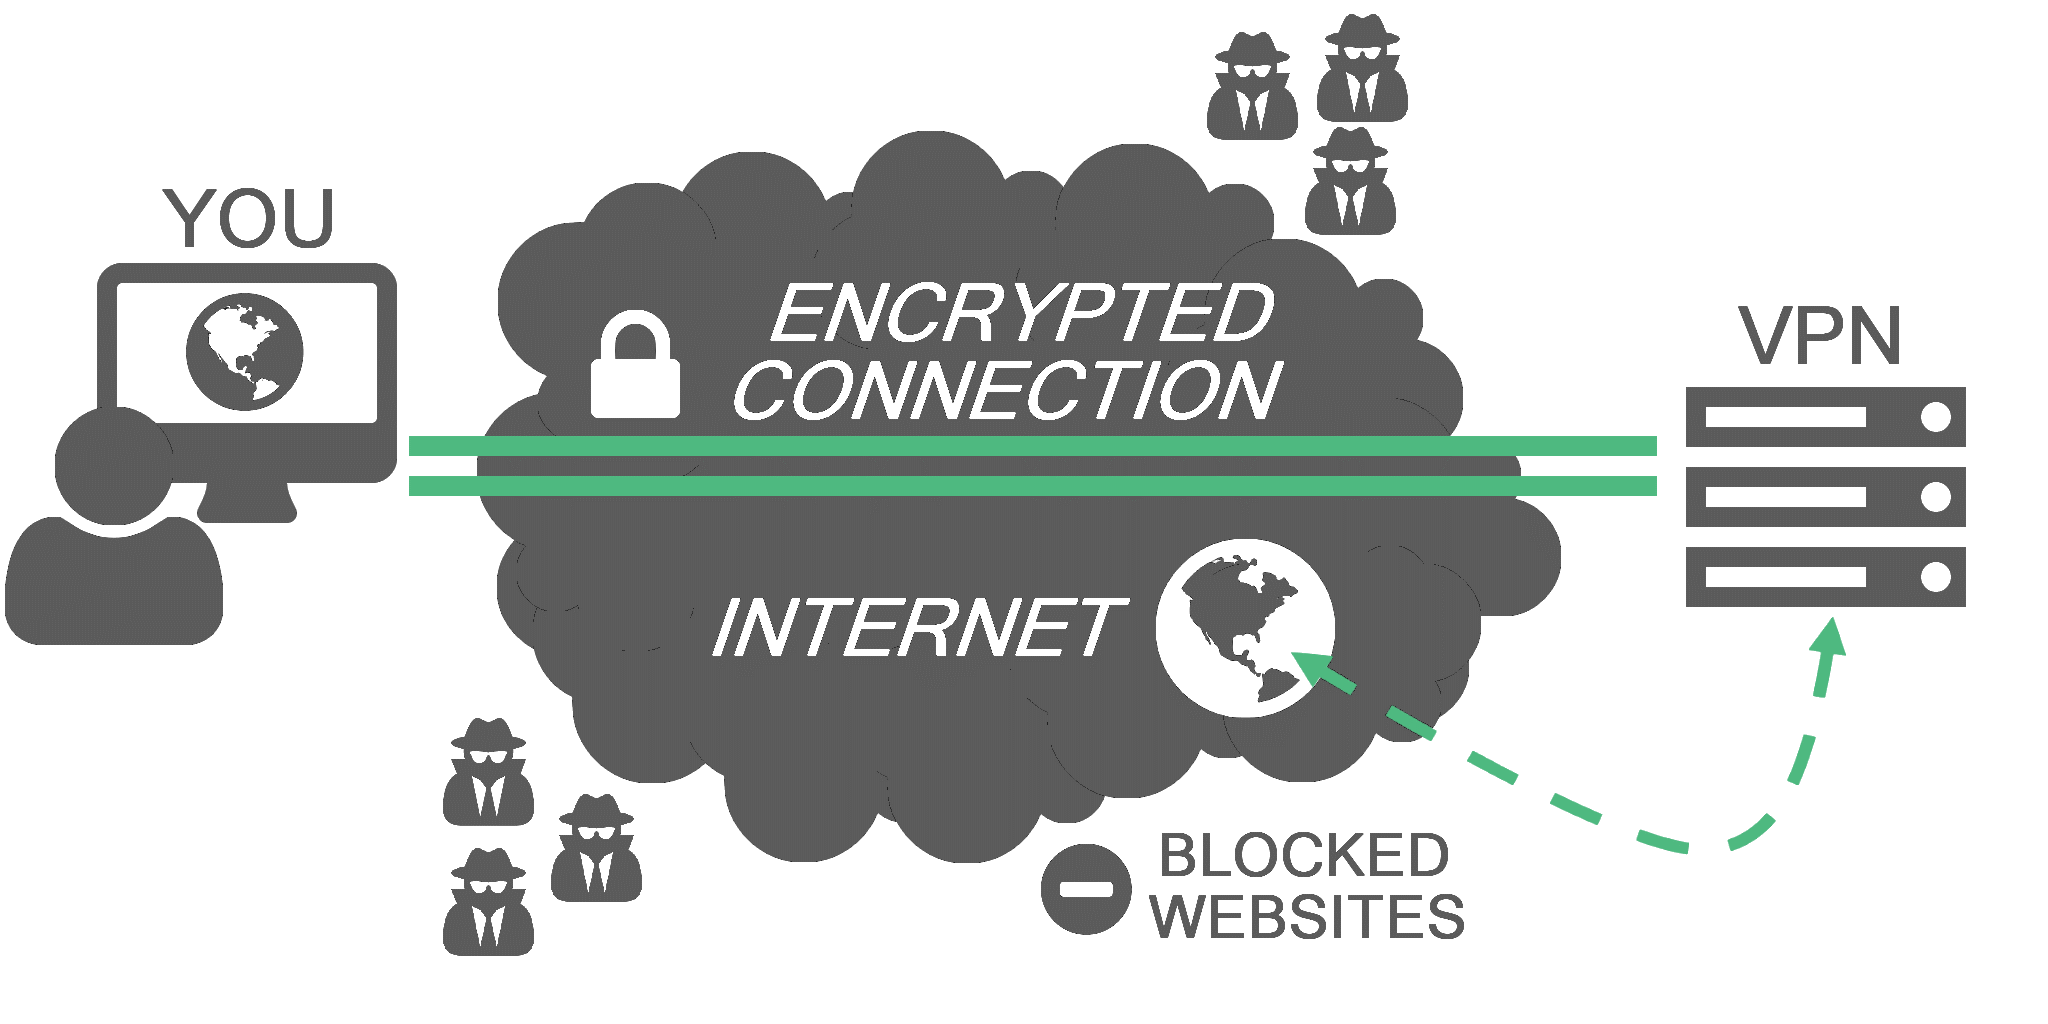 YOU
ENCRYPTED
CONNECTION
VPN
INTERNET
BLOCKED
WEBSITES